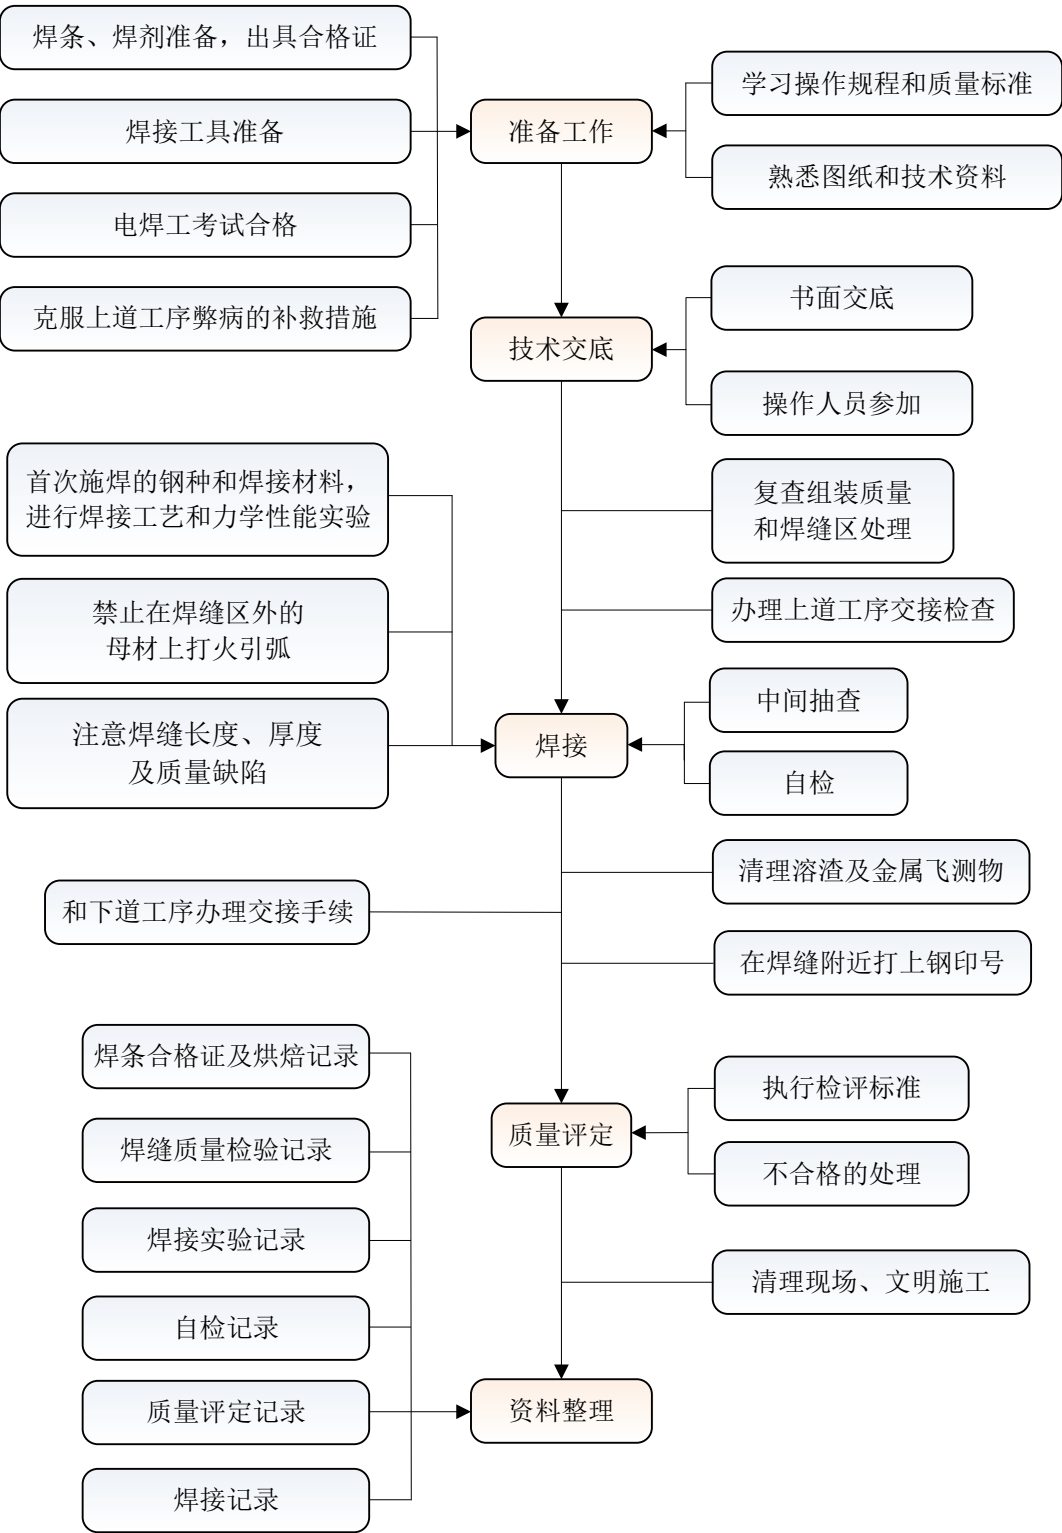 焊条、焊剂准备，出具合格证
焊接工具准备
电焊工考试合格
克服上道工序弊病的补救措施
准备工作
学习操作规程和质量标准
熟悉图纸和技术资料
技术交底
书面交底
操作人员参加
首次施焊的钢种和焊接材料，
进行焊接工艺和力学性能实验
禁止在焊缝区外的
母材上打火引弧
注意焊缝长度、厚度
及质量缺陷
复查组装质量
和焊缝区处理
办理上道工序交接检查
焊接
中间抽查
自检
和下道工序办理交接手续
清理溶渣及金属飞测物
在焊缝附近打上钢印号
质量评定
执行检评标准
不合格的处理
清理现场、文明施工
焊条合格证及烘焙记录
焊缝质量检验记录
焊接实验记录
自检记录
质量评定记录
焊接记录
资料整理